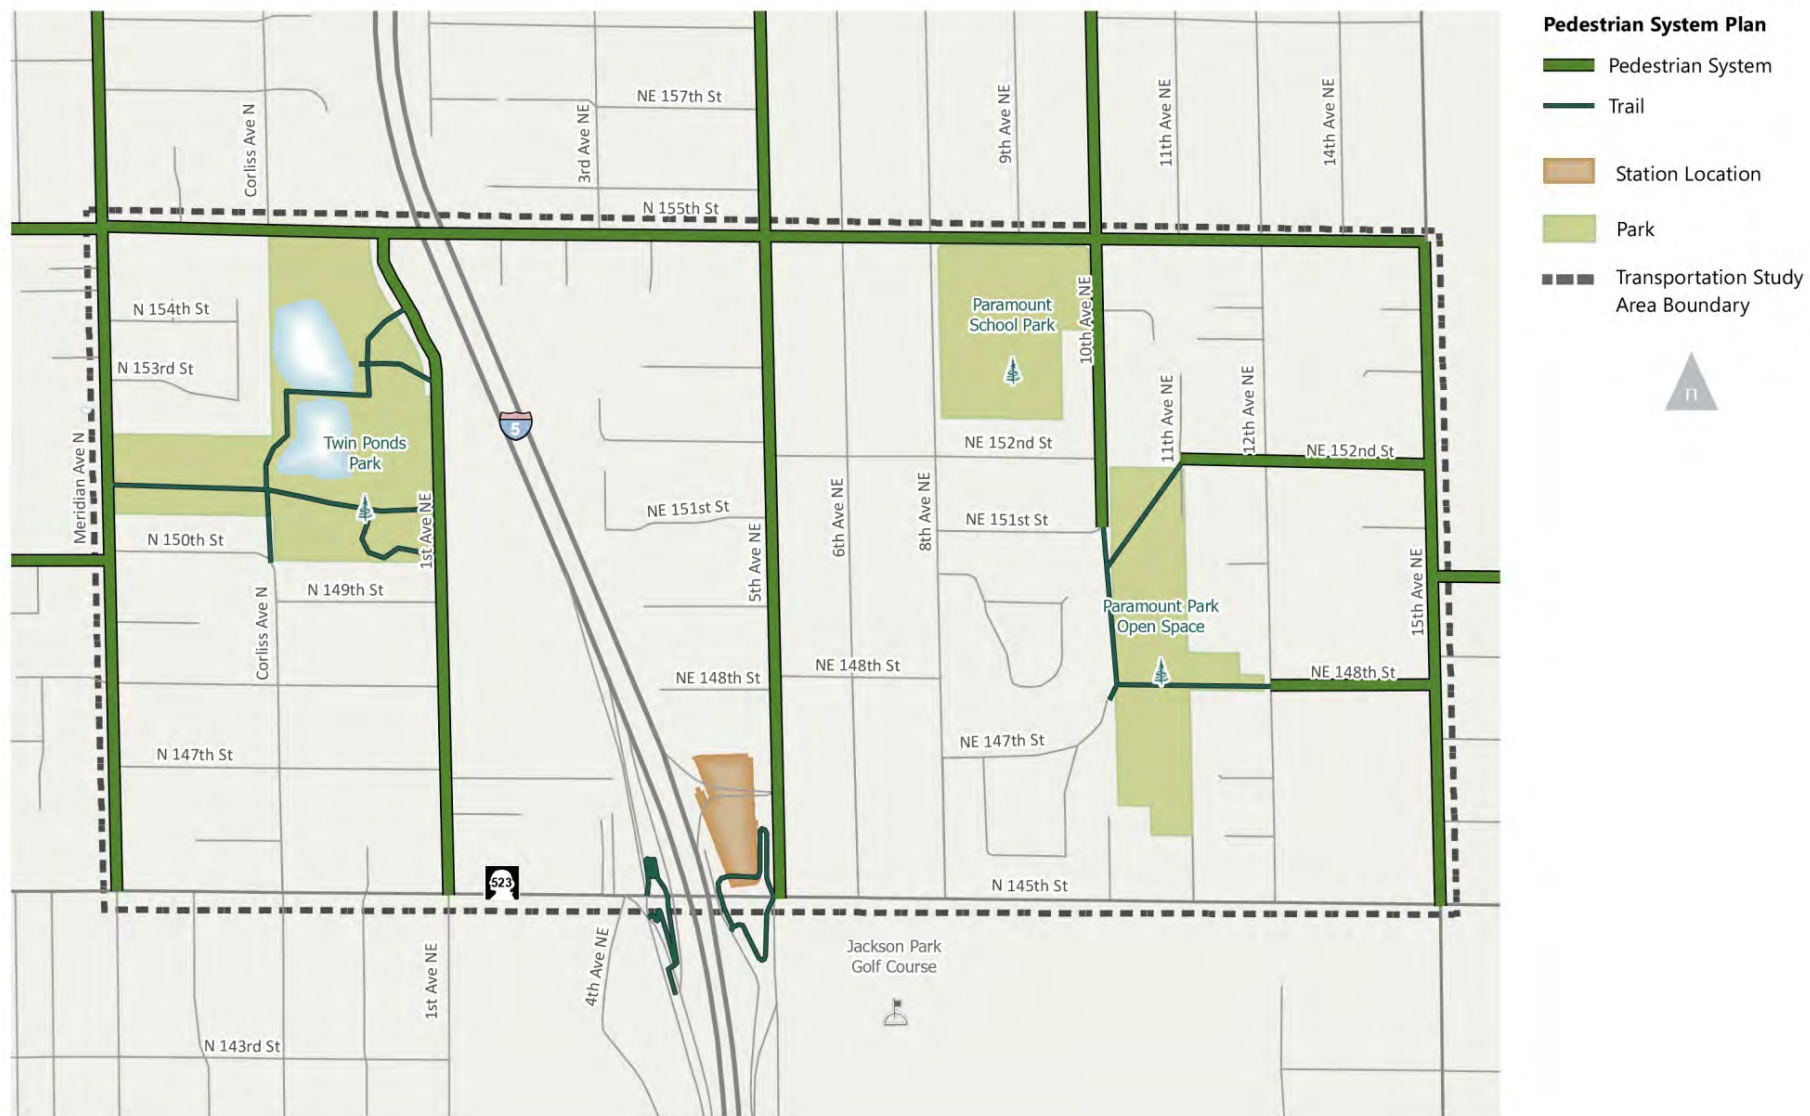 Pedestrian System Plan
Pedestrian System
Trail
Station Location
Park
Transportation Study
Area Boundary
n
NE 157th St
Corliss Ave N
3rd Ave NE
9th Ave NE
11th Ave NE
14th Ave NE
N 155th St
N 154th St
N 153rd St
Paramount
School Park
10th Ave NE
5
Twin Ponds
Park
Meridian Ave N
NE 152nd St
11th Ave NE
12th Ave NE
NE 152nd St
N 150th St
1st Ave NE
NE 151st St
5th Ave NE
6th Ave NE
8th Ave NE
NE 151st St
15th Ave NE
N 149th St
Corliss Ave N
Paramount Park
Open Space
NE 148th St
NE 148th St
NE 148th St
N 147th St
NE 147th St
523
N 145th St
1st Ave NE
4th Ave NE
Jackson Park
Golf Course
N 143rd St